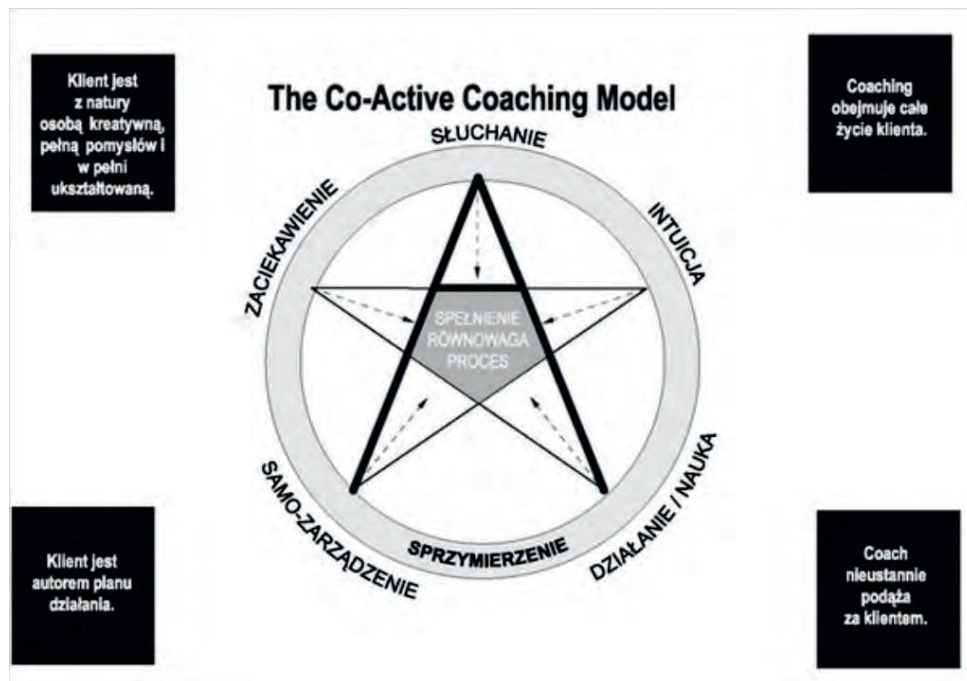 Klient jest
z natury
osobą kreatywną,
pełną pomysłów i
w pełni
ukształtowaną.
The Co-Active Coaching Model
Coaching
obejmuje całe
życie klienta.
SŁUCHANIE
ZACIEKAWIENIE
INTUICJA
SPEŁNIENIE
RÓWNOWAGA
PROCES
SAMO-ZARZĄDZENIE
SPRZYMIERZENIE
DZIAŁANIE / NAUKA
Klient jest
autorem planu
działania.
Coach
nieustannie
podąża
za klientem.